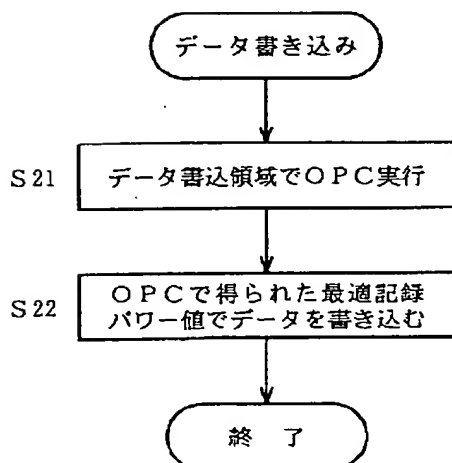 データ書き込み
S21
データ書込領域でOPC実行
S22
OPCで得られた最適記録
パワー値でデータを書き込む
終 了